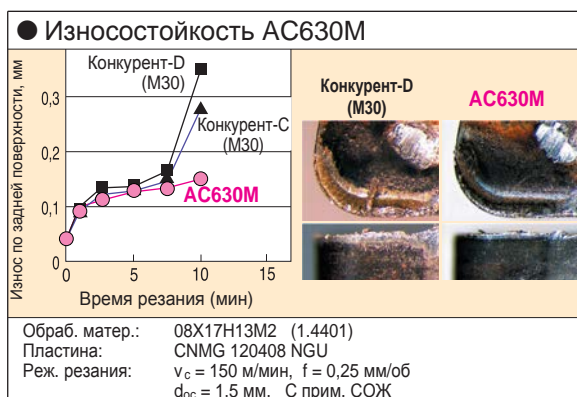 ● Износостойкость AC630M
Износ по задней поверхности, мм
0,3
0,2
0,1
0
0
5
10
15
Время резания (мин)
Конкурент-D
(M30)
Конкурент-C
(M30)
AC630M
Конкурент-D
(M30)
AC630M
Обраб. матер.: 08X17H13M2 (1.4401)
Пластина: CNMG 120408 NGU
Реж. резания: vc = 150 м/мин, f = 0,25 мм/об
doc = 1,5 мм, С прим. СОЖ